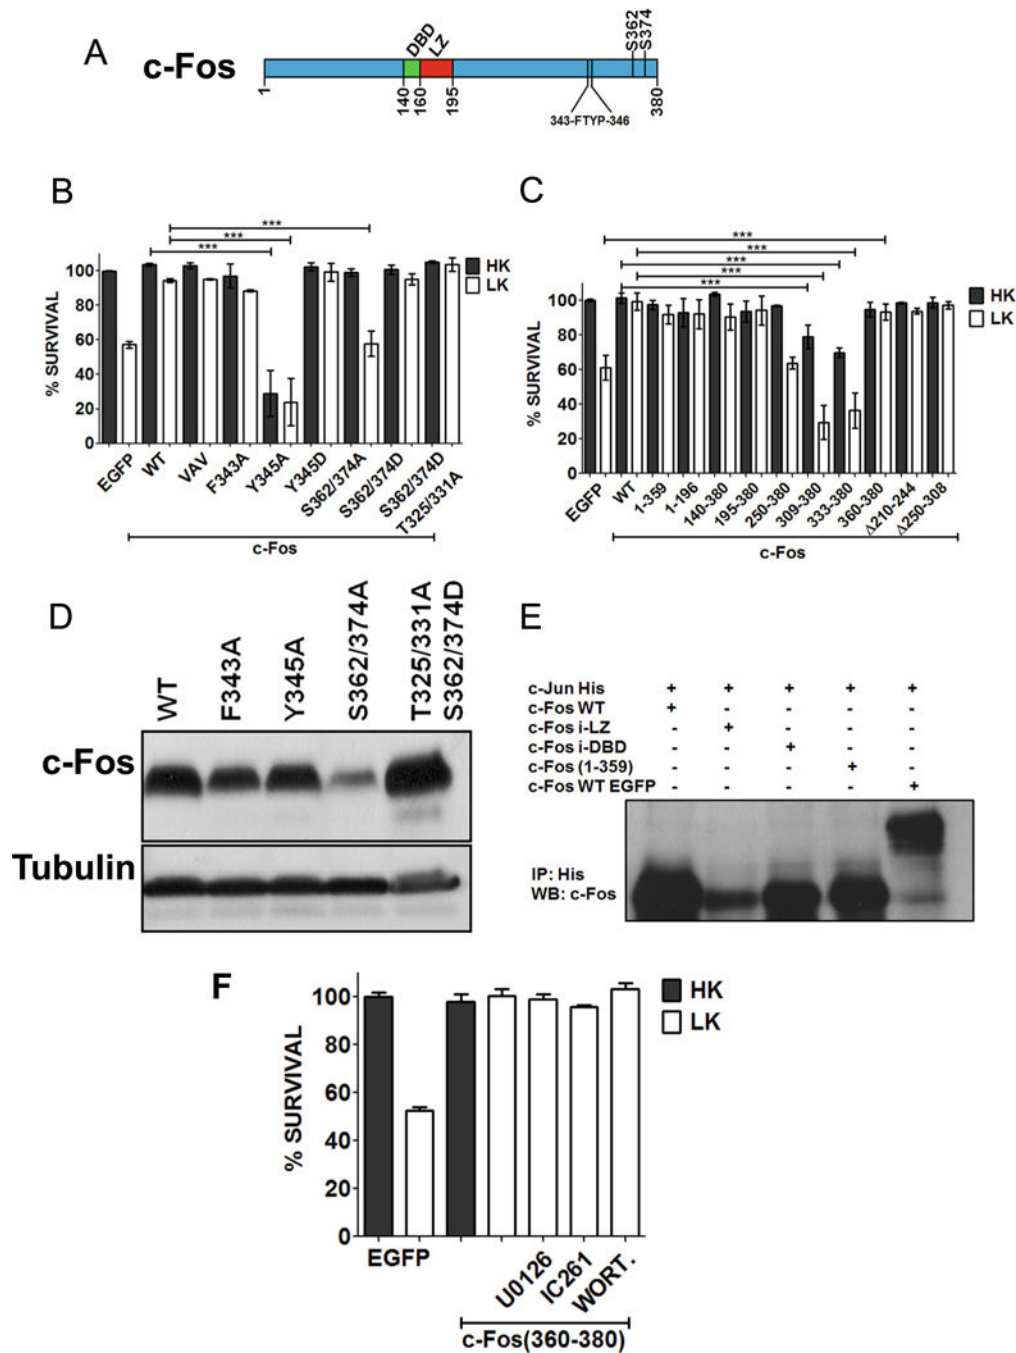 A
c-Fos
DBD
LZ
S362
S374
1
140
160
195
343-FTYP-346
380
B
% SURVIVAL
100
80
60
40
20
0
***
***
***
HK
LK
EGFP
WT
VAV
F343A
Y345A
Y345D
S362/374A
S362/374D
S362/374D
T325/331A
c-Fos
C
% SURVIVAL
100
80
60
40
20
0
***
***
***
***
***
HK
LK
EGFP
WT
1-359
1-196
140-380
195-380
250-380
309-380
333-380
360-380
Δ210-244
Δ250-308
c-Fos
D
WT
F343A
Y345A
S362/374A
T325/331A
S362/374D
c-Fos
Tubulin
E
c-Jun His + + + + +
c-Fos WT + - - - -
c-Fos i-LZ - + - - -
c-Fos i-DBD - - + - -
c-Fos (1-359) - - - + -
c-Fos WT EGFP - - - - +
IP: His
WB: c-Fos
F
% SURVIVAL
100
80
60
40
20
0
HK
LK
EGFP
U0126
IC261
WORT.
c-Fos(360-380)